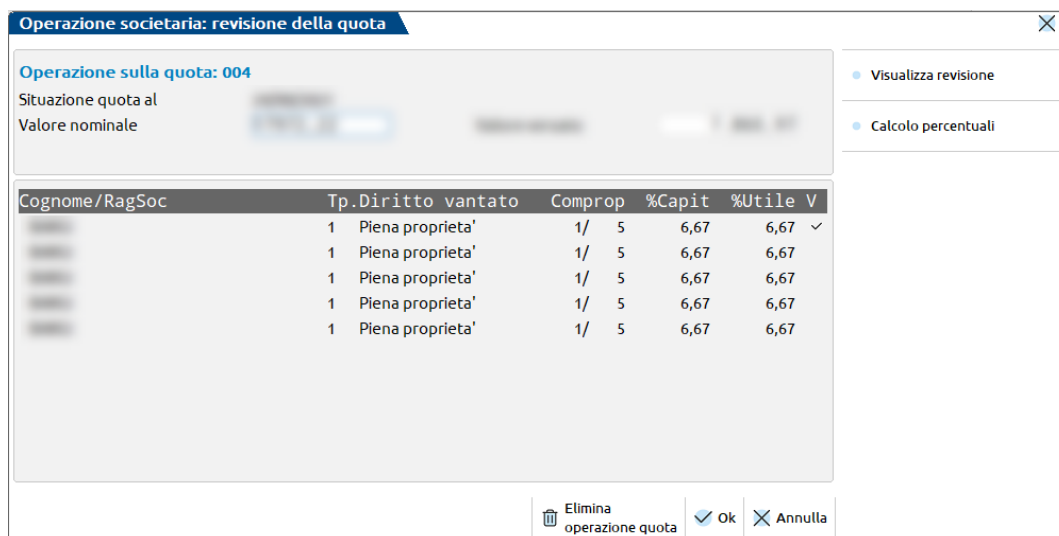 Operazione societaria: revisione della quota
Operazione sulla quota: 004
Situazione quota al
Valore nominale
Visualizza revisione
Calcolo percentuali
Cognome/RagSoc Tp.Diritto vantato Comprop %Capit %Utile V
1 Piena proprieta' 1/ 5 6,67 6,67 ✓
1 Piena proprieta' 1/ 5 6,67 6,67
1 Piena proprieta' 1/ 5 6,67 6,67
1 Piena proprieta' 1/ 5 6,67 6,67
1 Piena proprieta' 1/ 5 6,67 6,67
Elimina
operazione quota
Ok
Annulla